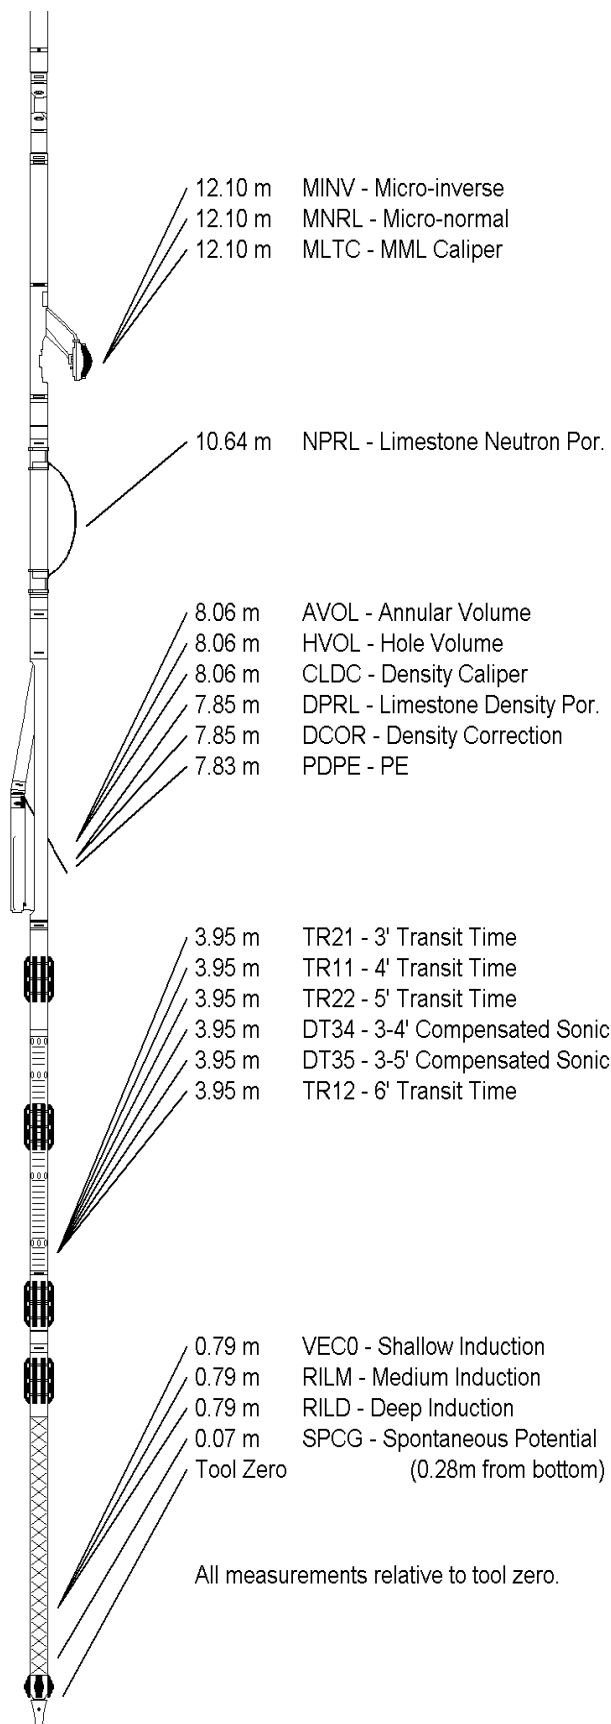 12.10 m MINV - Micro-inverse
12.10 m MNRL - Micro-normal
12.10 m MLTC - MML Caliper
10.64 m NPRL - Limestone Neutron Por.
8.06 m AVOL - Annular Volume
8.06 m HVOL - Hole Volume
8.06 m CLDC - Density Caliper
7.85 m DPRL - Limestone Density Por.
7.85 m DCOR - Density Correction
7.83 m PDPE - PE
3.95 m TR21 - 3' Transit Time
3.95 m TR11 - 4' Transit Time
3.95 m TR22 - 5' Transit Time
3.95 m DT34 - 3-4' Compensated Sonic
3.95 m DT35 - 3-5' Compensated Sonic
3.95 m TR12 - 6' Transit Time
0.79 m VEC0 - Shallow Induction
0.79 m RILM - Medium Induction
0.79 m RILD - Deep Induction
0.07 m SPCG - Spontaneous Potential
Tool Zero (0.28m from bottom)
All measurements relative to tool zero.